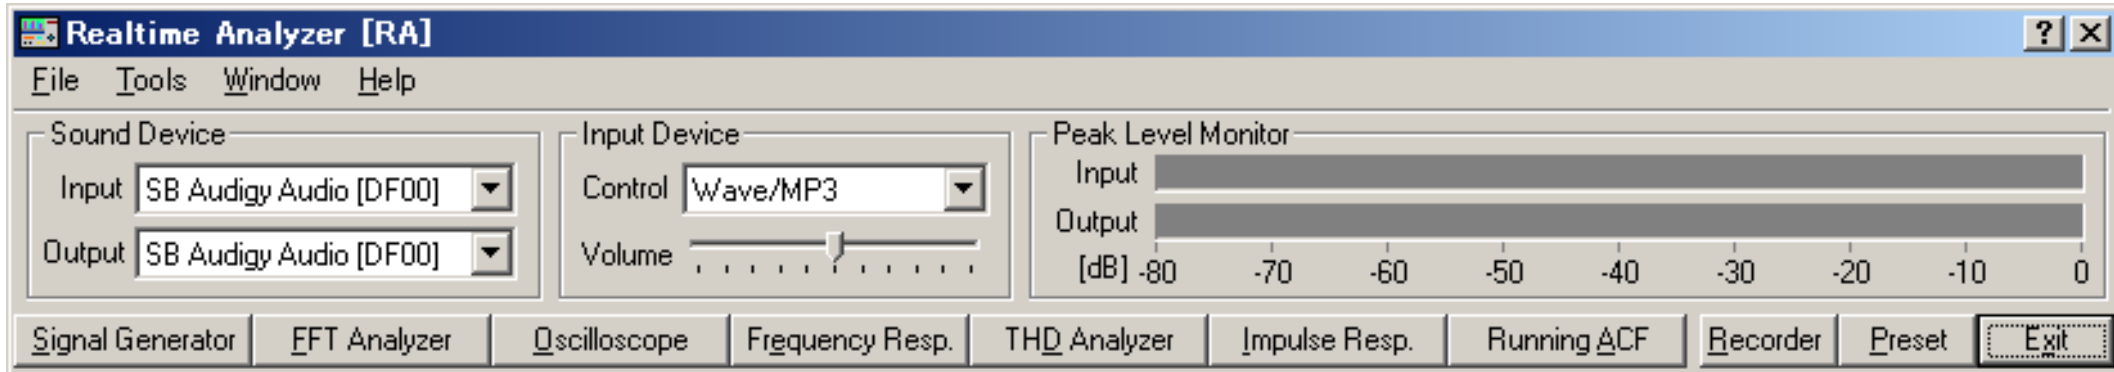 Realtime Analyzer [RA]
File Tools Window Help
Sound Device
Input SB Audigy Audio [DF00]
Output SB Audigy Audio [DF00]
Input Device
Control Wave/MP3
Volume
Peak Level Monitor
Input
Output
[dB] -80 -70 -60 -50 -40 -30 -20 -10 0
Signal Generator FFT Analyzer Oscilloscope Frequency Resp. THD Analyzer Impulse Resp. Running ACF Recorder Preset Exit